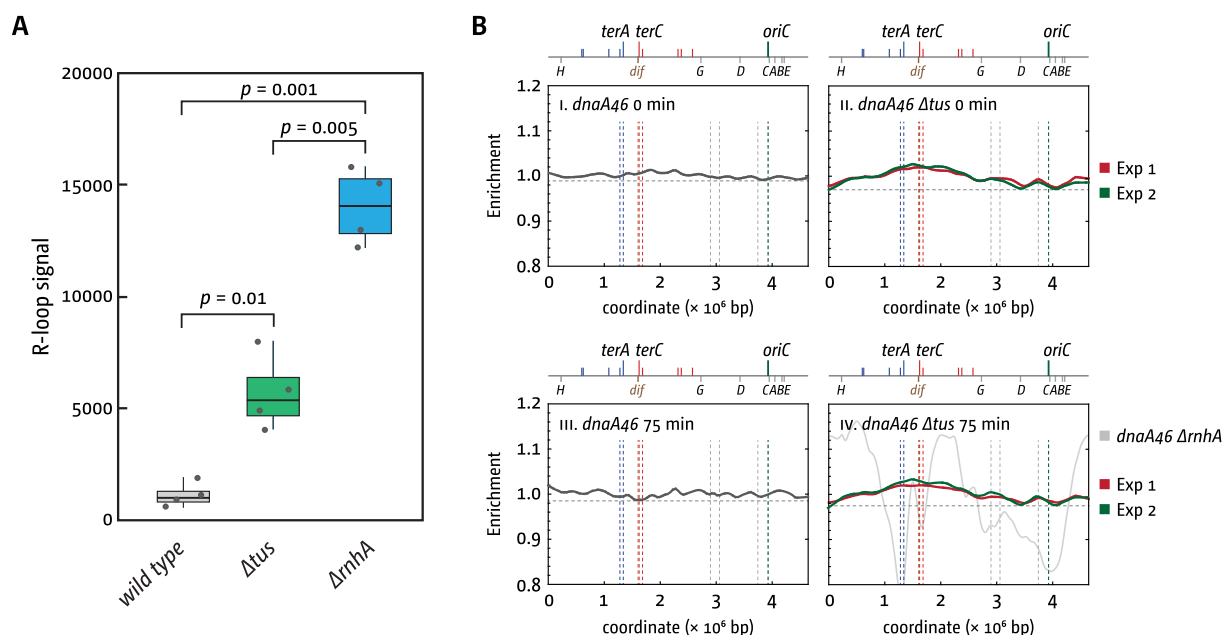 A
20000
15000
10000
5000
0
R-loop signal
p = 0.001
p = 0.005
p = 0.01
wild type
Δtus
ΔrnhA
B
terA terC oriC
H dif G D CABE
1.2
1.1
1.0
0.9
0.8
Enrichment
I. dnaA46 0 min
0 1 2 3 4
coordinate (× 10⁶ bp)
terA terC oriC
H dif G D CABE
II. dnaA46 Δtus 0 min
0 1 2 3 4
coordinate (× 10⁶ bp)
Exp 1
Exp 2
terA terC oriC
H dif G D CABE
1.2
1.1
1.0
0.9
0.8
Enrichment
III. dnaA46 75 min
0 1 2 3 4
coordinate (× 10⁶ bp)
terA terC oriC
H dif G D CABE
IV. dnaA46 Δtus 75 min
0 1 2 3 4
coordinate (× 10⁶ bp)
dnaA46 ΔrnhA
Exp 1
Exp 2